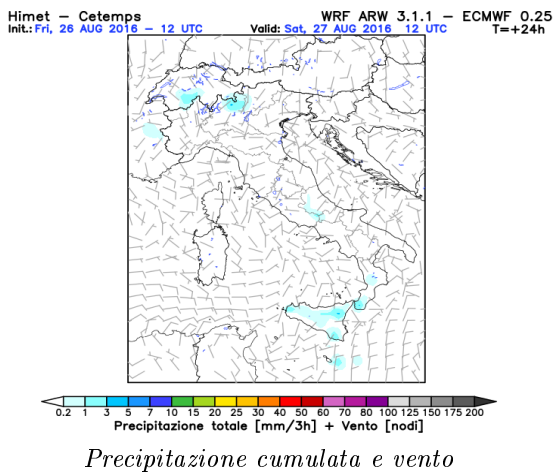 Himet – Cetemps WRF ARW 3.1.1 – ECMWF 0.25
Init.: Fri, 26 AUG 2016 – 12 UTC Valid: Sat, 27 AUG 2016 12 UTC T=+24h
0.2 1 3 5 7 10 15 20 25 30 40 50 60 70 80 100 125 150 175 200
Precipitazione totale [mm/3h] + Vento [nodi]
Precipitazione cumulata e vento